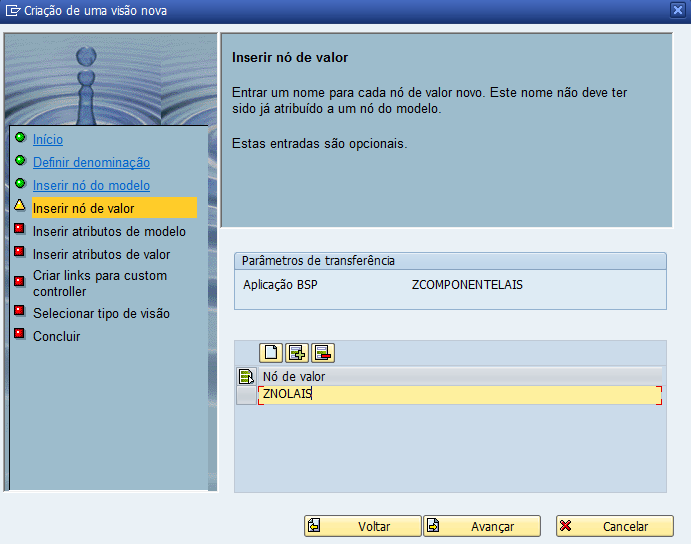 Criação de uma visão nova
Início
Definir denominação
Inserir nó do modelo
Inserir nó de valor
Inserir atributos de modelo
Inserir atributos de valor
Criar links para custom
controller
Selecionar tipo de visão
Concluir
Inserir nó de valor
Entrar um nome para cada nó de valor novo. Este nome não deve ter
sido já atribuído a um nó do modelo.
Estas entradas são opcionais.
Parâmetros de transferência
Aplicação BSP ZCOMPONENTELAIS
Nó de valor
ZNOLAIS
Voltar Avançar Cancelar